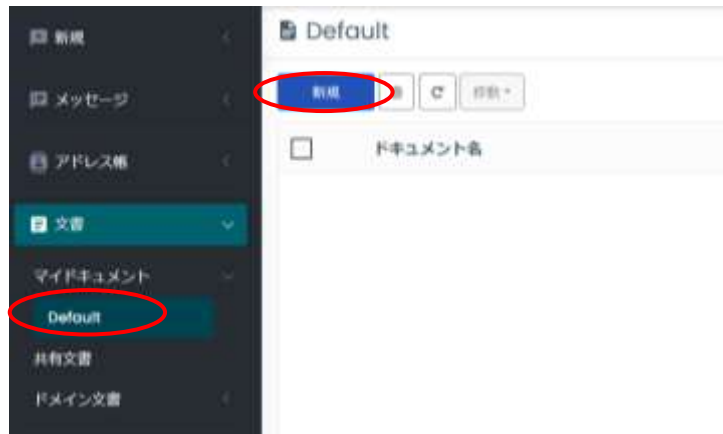 新規
メッセージ
アドレス帳
文書
マイドキュメント
Default
共有文書
ドメイン文書
Default
新規
移動
ドキュメント名